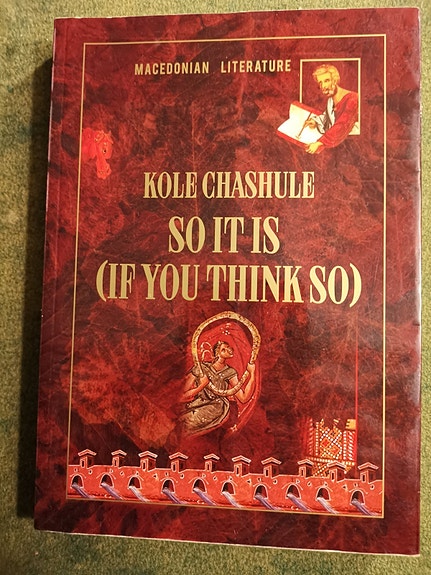 MACEDONIAN LITERATURE
KOLE CHASHULE
SO IT IS
(IF YOU THINK SO)